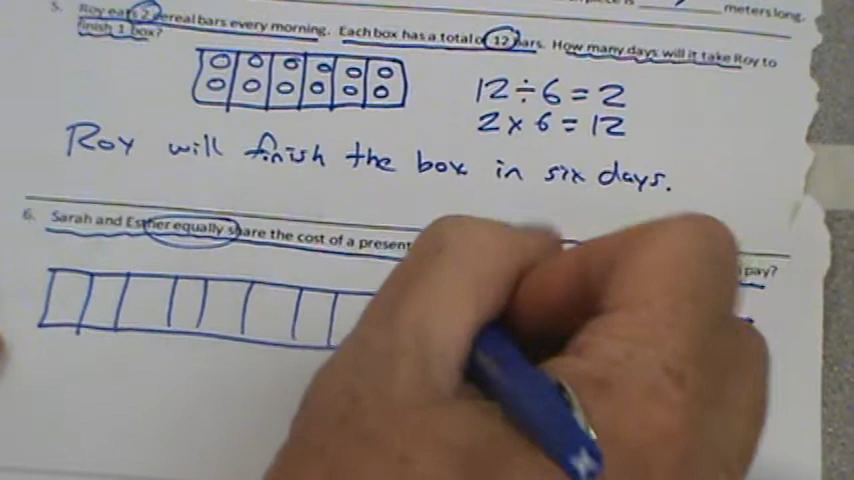 meters long.
5. Roy eats 2 cereal bars every morning. Each box has a total of 12 bars. How many days will it take Roy to
finish 1 box?
12 ÷ 6 = 2
2 × 6 = 12
Roy will finish the box in six days.
6. Sarah and Esther equally share the cost of a present
pay?